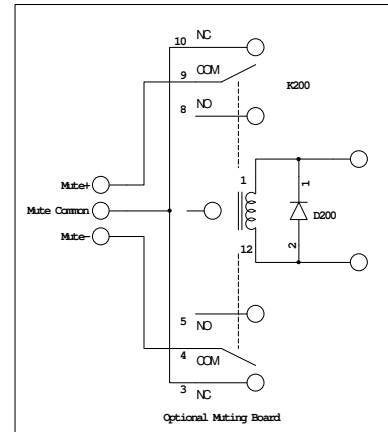 10 NC
9 COM
K200
8 NO
1
1
Mute+
Mute Common
D200
Mute-
12
2
5 NO
4 COM
3 NC
Optional Muting Board